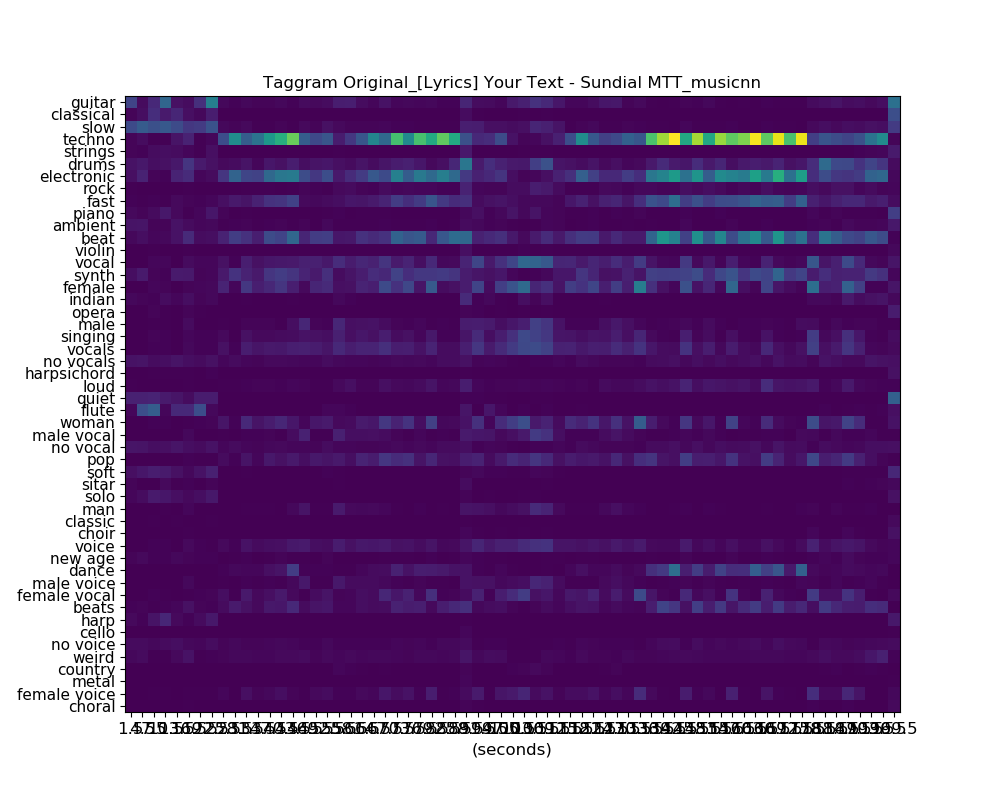 Taggram Original_[Lyrics] Your Text - Sundial MTT_musicnn
guitar
classical
slow
techno
strings
drums
electronic
rock
fast
piano
ambient
beat
violin
vocal
synth
female
indian
opera
male
singing
vocals
no vocals
harpsichord
loud
quiet
flute
woman
male vocal
no vocal
pop
soft
sitar
solo
man
classic
choir
voice
new age
dance
male voice
female vocal
beats
harp
cello
no voice
weird
country
metal
female voice
choral
(seconds)